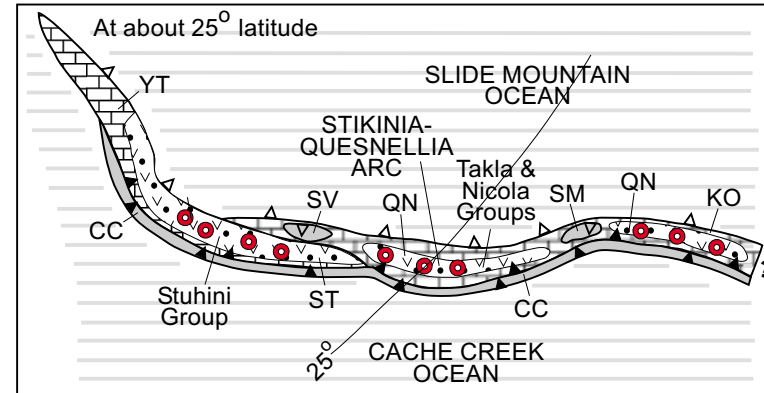 At about 25° latitude
YT
SLIDE MOUNTAIN
OCEAN
STIKINIA-
QUESNELLIA
ARC
Takla &
Nicola
Groups
SV
QN
SM
QN
KO
CC
Stuhini
Group
ST
CC
25°
CACHE CREEK
OCEAN